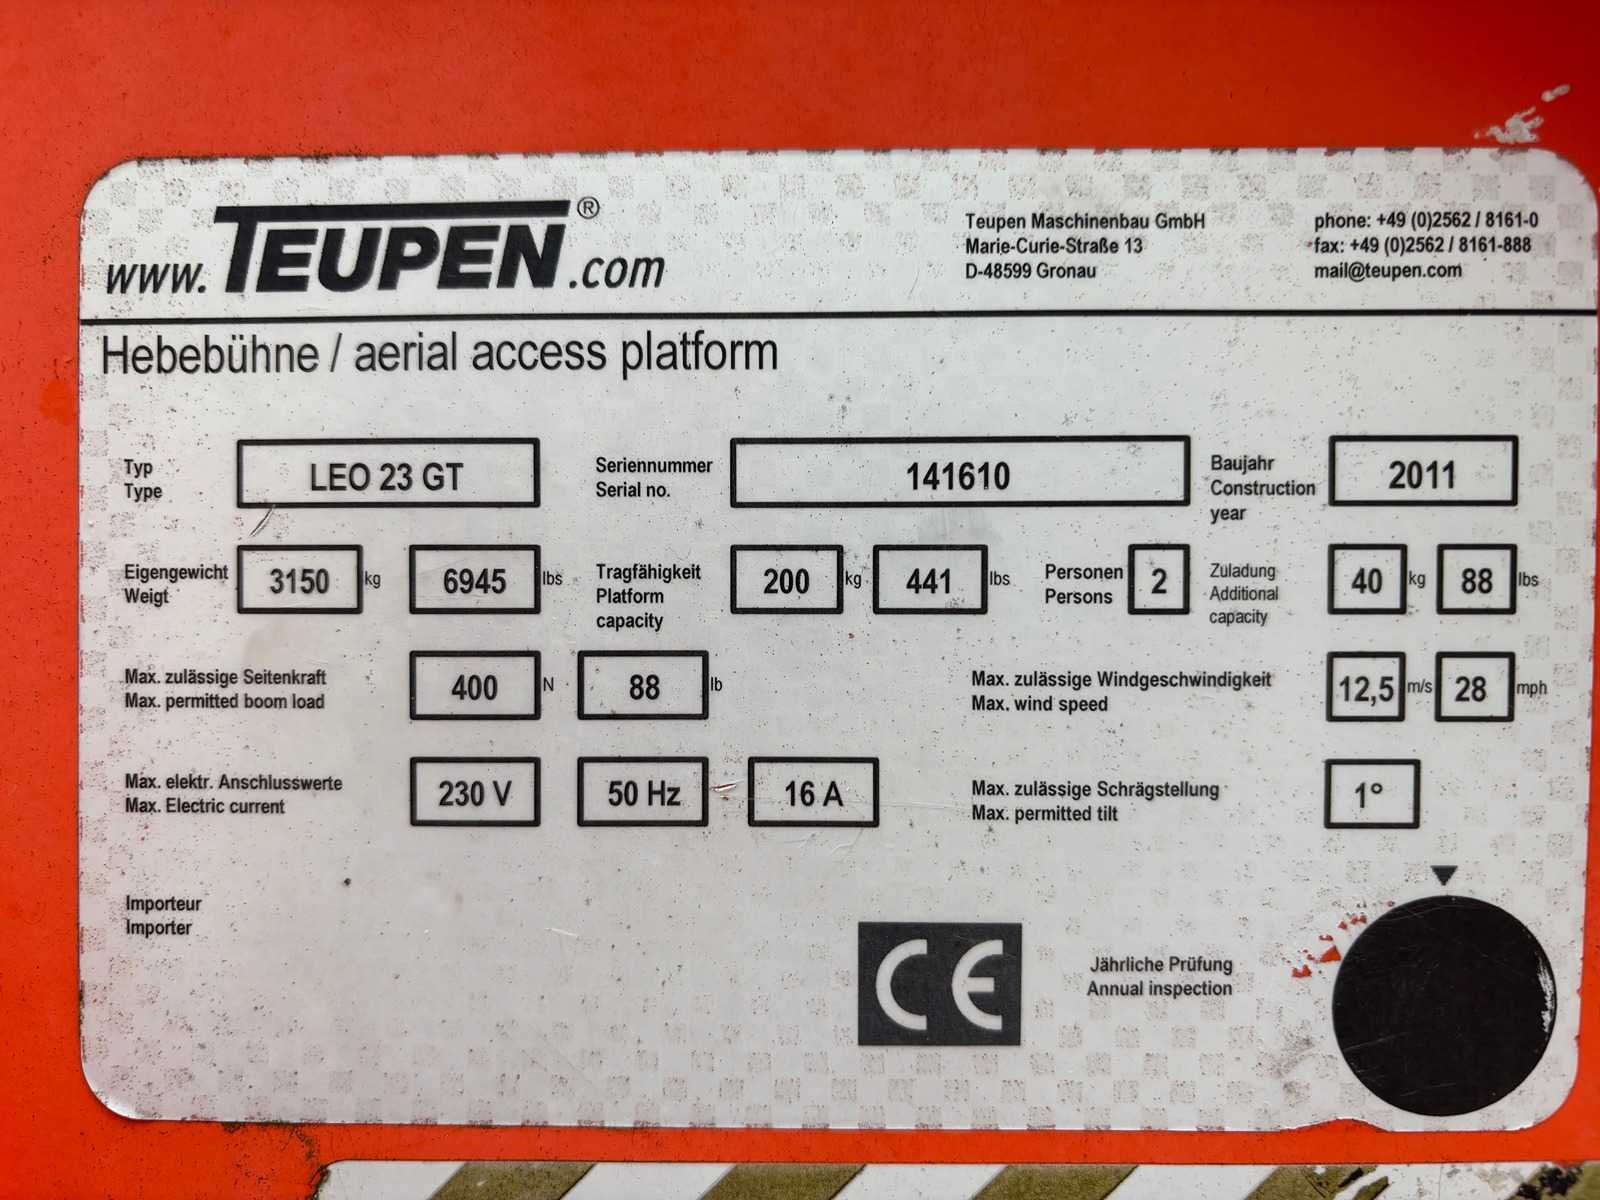 www.TEUPEN®.com
Teupen Maschinenbau GmbH
Marie-Curie-Straße 13
D-48599 Gronau
phone: +49 (0)2562 / 8161-0
fax: +49 (0)2562 / 8161-888
mail@teupen.com
Hebebühne / aerial access platform
Typ
Type
LEO 23 GT
Seriennummer
Serial no.
141610
Baujahr
Construction
year
2011
Eigengewicht
Weigt
3150 kg
6945 lbs
Tragfähigkeit
Platform
capacity
200 kg
441 lbs
Personen
Persons
2
Zuladung
Additional
capacity
40 kg
88 lbs
Max. zulässige Seitenkraft
Max. permitted boom load
400 N
88 lb
Max. zulässige Windgeschwindigkeit
Max. wind speed
12,5 m/s
28 mph
Max. elektr. Anschlusswerte
Max. Electric current
230 V
50 Hz
16 A
Max. zulässige Schrägstellung
Max. permitted tilt
1°
Importeur
Importer
CE
Jährliche Prüfung
Annual inspection